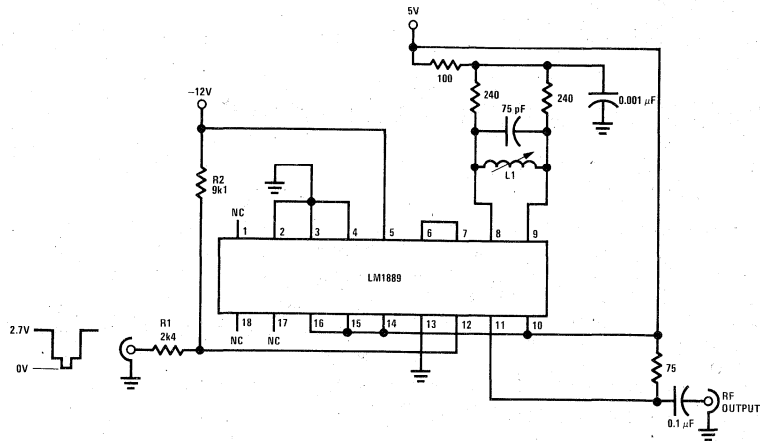 5V
100
–12V
240
75 pF
240
0.001 μF
R2
9k1
L1
NC
1
2
3
4
5
6
7
8
9
LM1889
2.7V
0V
R1
2k4
18
17
16
15
14
13
12
11
10
NC
NC
75
RF
OUTPUT
0.1 μF